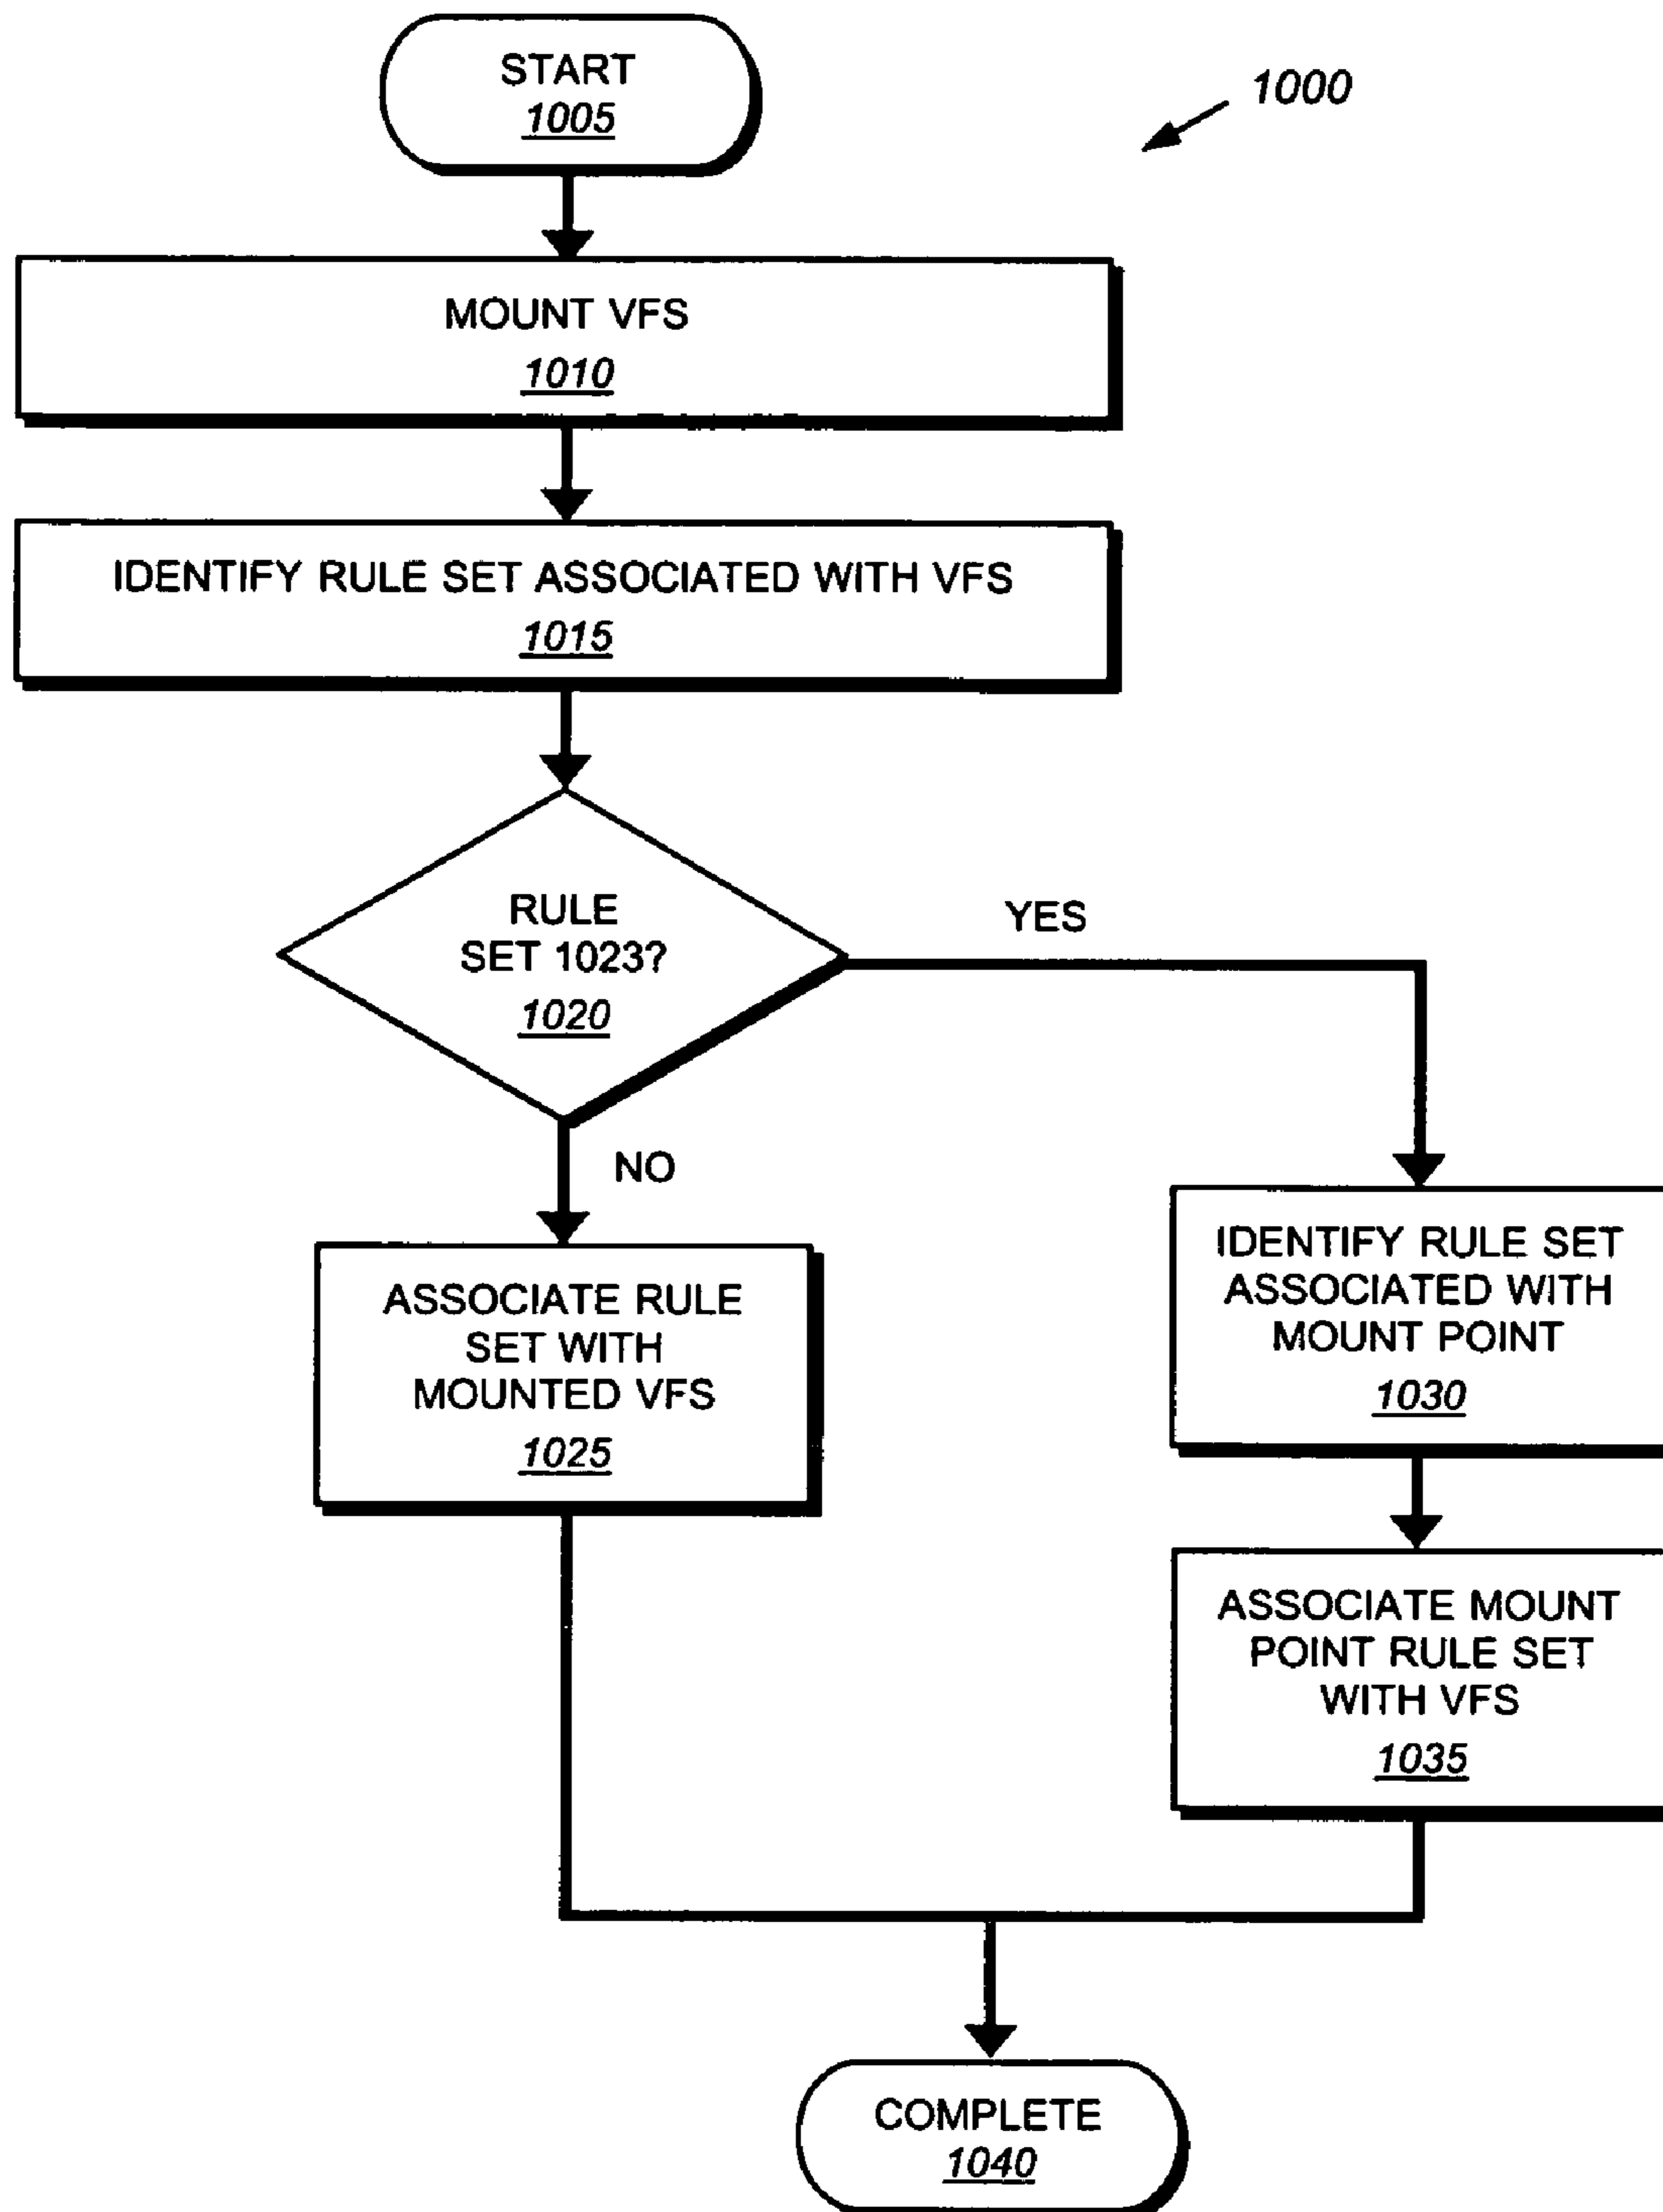 START
1005
1000
MOUNT VFS
1010
IDENTIFY RULE SET ASSOCIATED WITH VFS
1015
RULE
SET 1023?
1020
YES
NO
ASSOCIATE RULE
SET WITH
MOUNTED VFS
1025
IDENTIFY RULE SET
ASSOCIATED WITH
MOUNT POINT
1030
ASSOCIATE MOUNT
POINT RULE SET
WITH VFS
1035
COMPLETE
1040